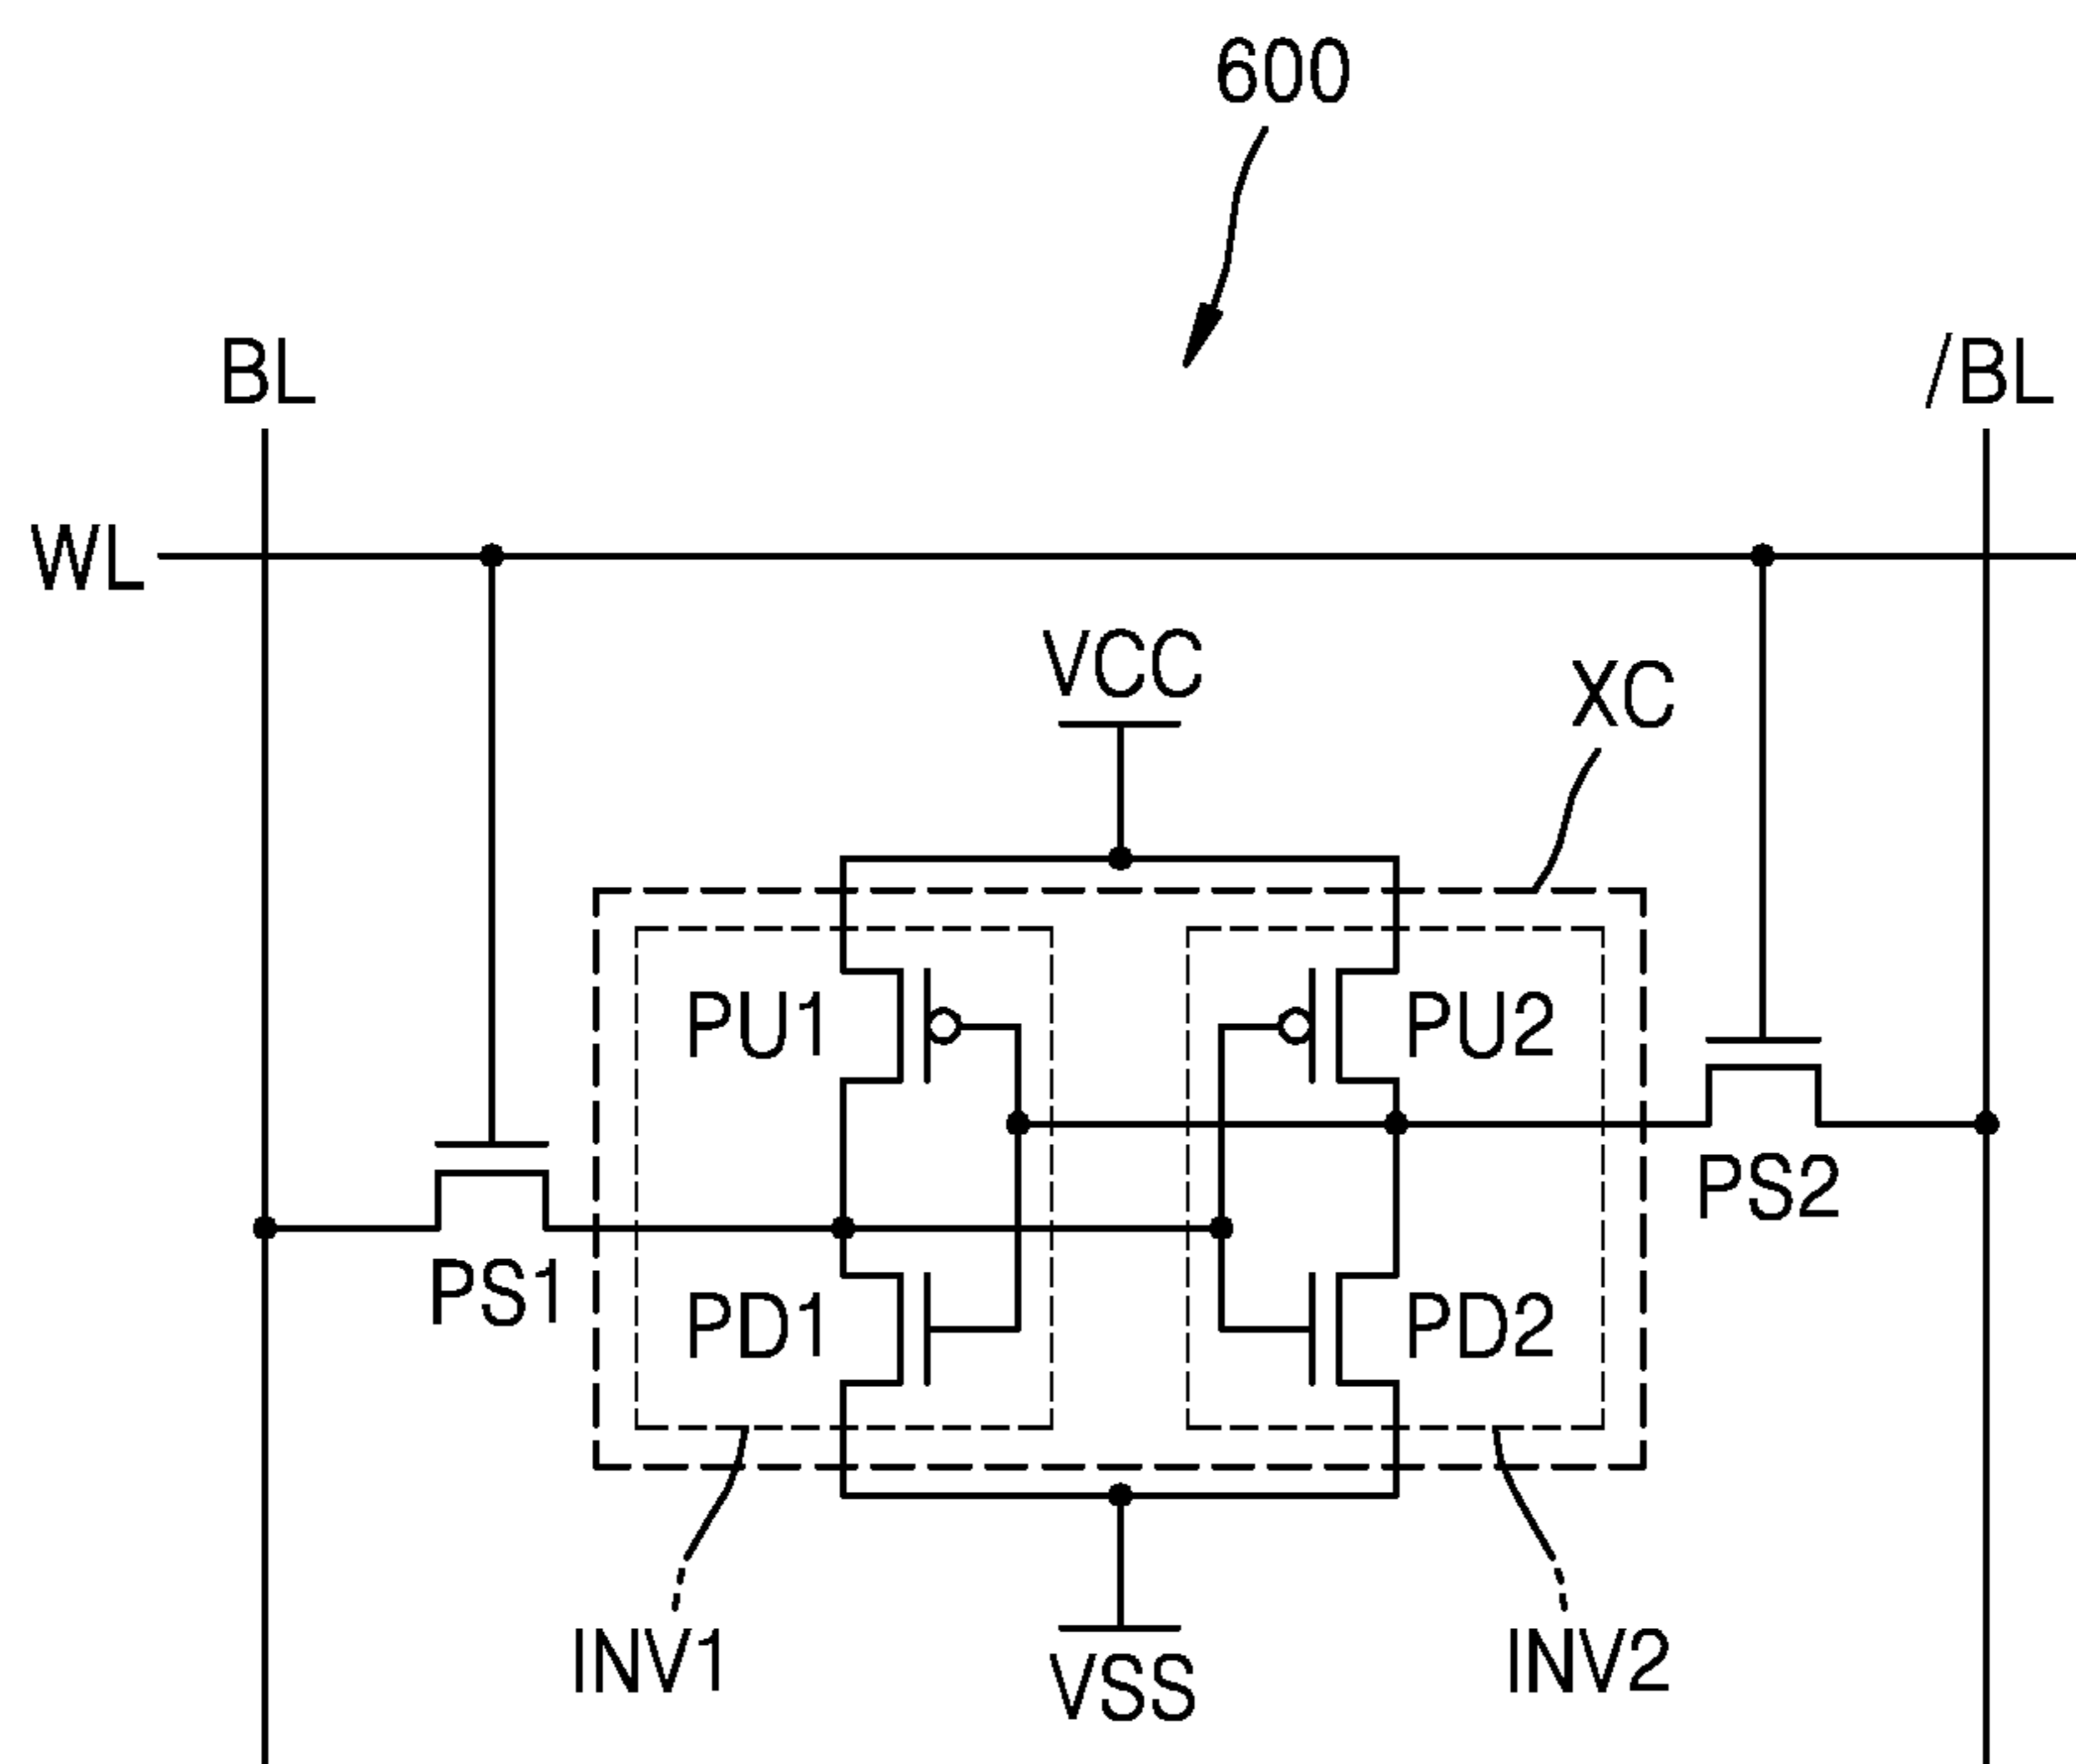 600
BL
/BL
WL
VCC
XC
PU1
PU2
PS2
PS1
PD1
PD2
INV1
VSS
INV2